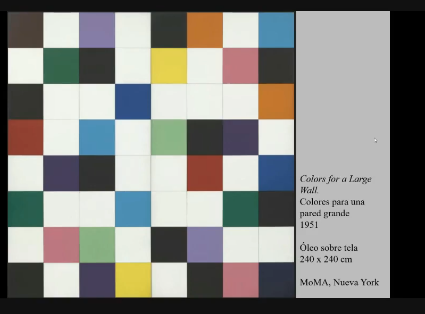 Colors for a Large
Wall.
Colores para una
pared grande
1951
Óleo sobre tela
240 x 240 cm
MoMA, Nueva York